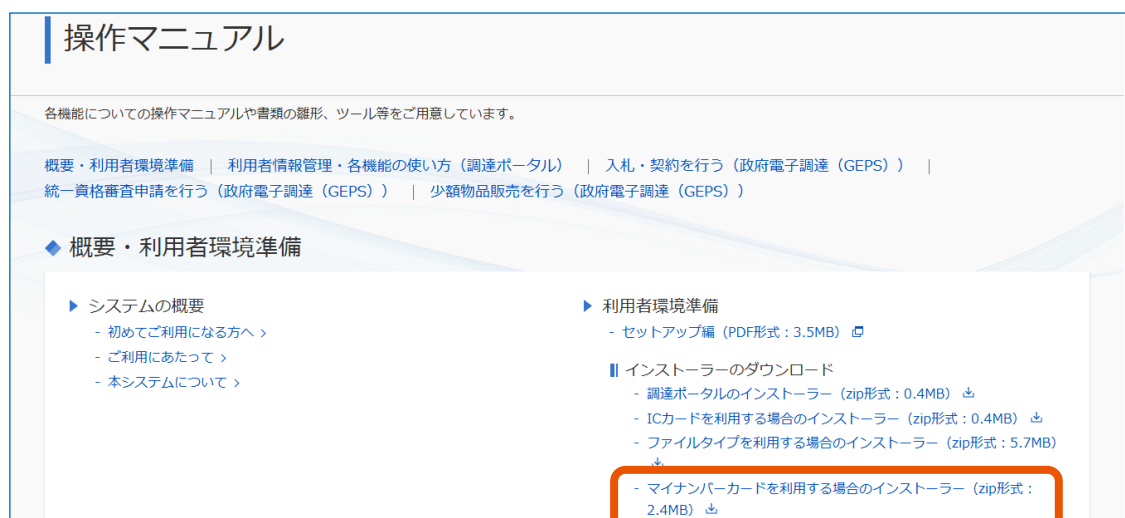 操作マニュアル
各機能についての操作マニュアルや書類の雛形、ツール等をご用意しています。
概要・利用者環境準備 | 利用者情報管理・各機能の使い方（調達ポータル） | 入札・契約を行う（政府電子調達（GEPS）） |
統一資格審査申請を行う（政府電子調達（GEPS）） | 少額物品販売を行う（政府電子調達（GEPS））
概要・利用者環境準備
システムの概要
- 初めてご利用になる方へ >
- ご利用にあたって >
- 本システムについて >
利用者環境準備
- セットアップ編（PDF形式：3.5MB）
インストーラーのダウンロード
- 調達ポータルのインストーラー（zip形式：0.4MB）
- ICカードを利用する場合のインストーラー（zip形式：0.4MB）
- ファイルタイプを利用する場合のインストーラー（zip形式：5.7MB）
- マイナンバーカードを利用する場合のインストーラー（zip形式：
2.4MB）